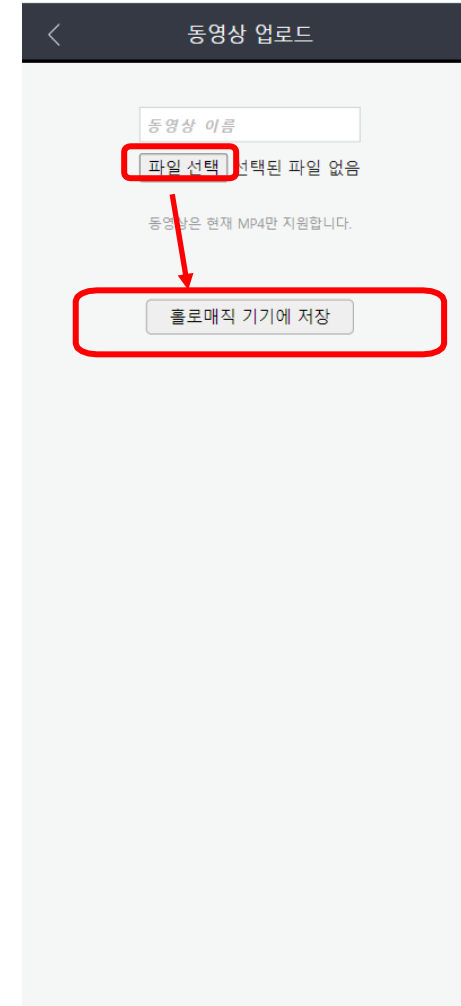 동영상 업로드
동영상 이름
파일 선택 선택된 파일 없음
동영상은 현재 MP4만 지원합니다.
홀로매직 기기에 저장